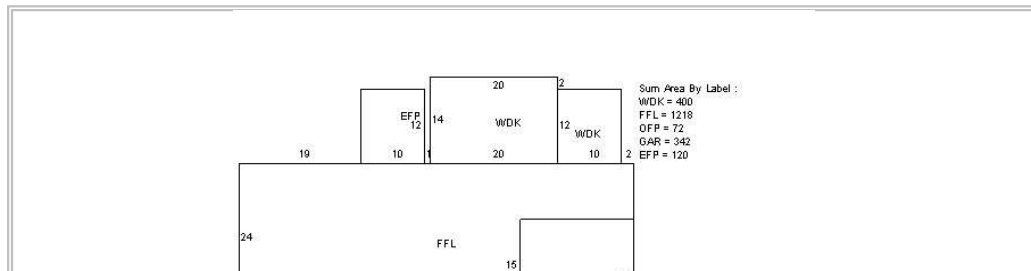 20
2
Sum Area By Label :
WDK = 400
FFL = 1218
OFP = 72
GAR = 342
EFP = 120
EFP
12
14
WDK
12
WDK
19
10
1
20
10
2
24
FFL
15